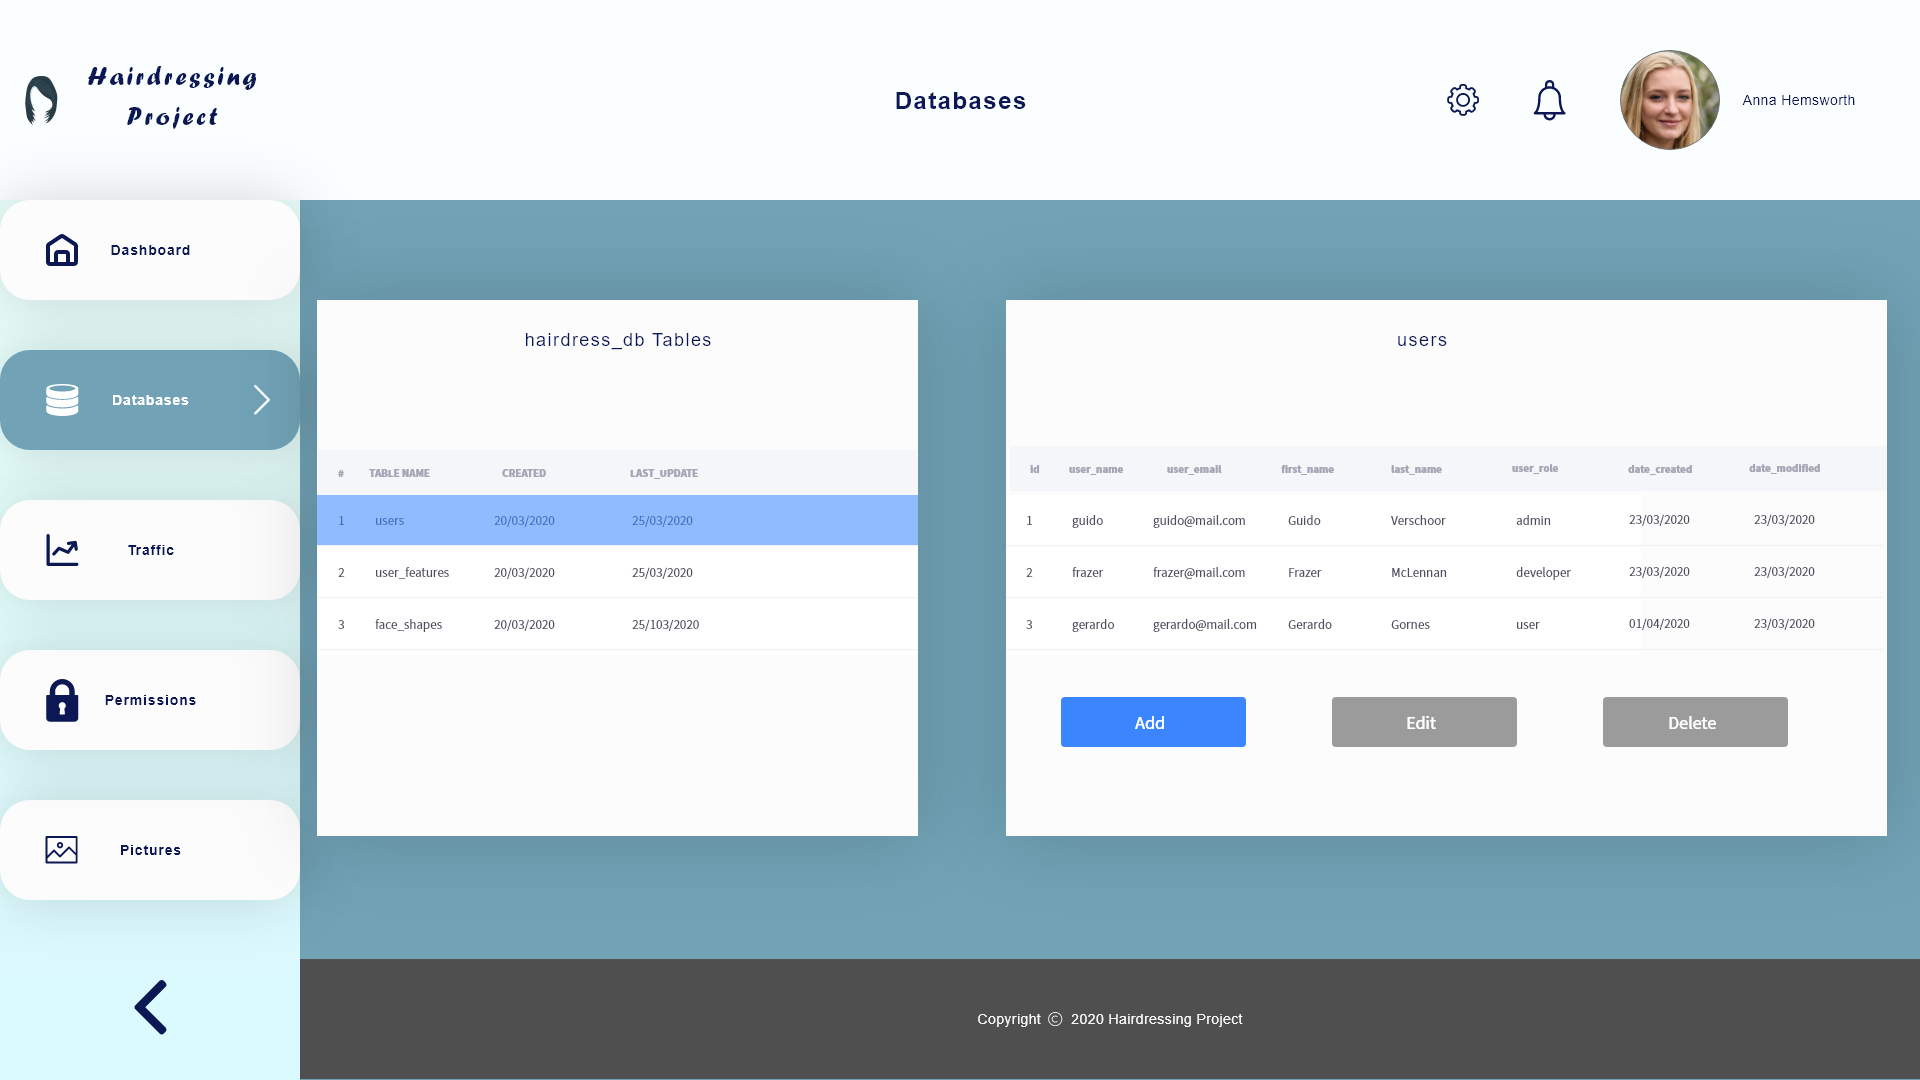 Hairdressing
Project
Databases
Anna Hemsworth
Dashboard
Databases
Traffic
Permissions
Pictures
hairdress_db Tables
# TABLE NAME CREATED LAST_UPDATE
1 users 20/03/2020 25/03/2020
2 user_features 20/03/2020 25/03/2020
3 face_shapes 20/03/2020 25/103/2020
users
id user_name user_email first_name last_name user_role date_created date_modified
1 guido guido@mail.com Guido Verschoor admin 23/03/2020 23/03/2020
2 frazer frazer@mail.com Frazer McLennan developer 23/03/2020 23/03/2020
3 gerardo gerardo@mail.com Gerardo Gornes user 01/04/2020 23/03/2020
Add Edit Delete
Copyright © 2020 Hairdressing Project